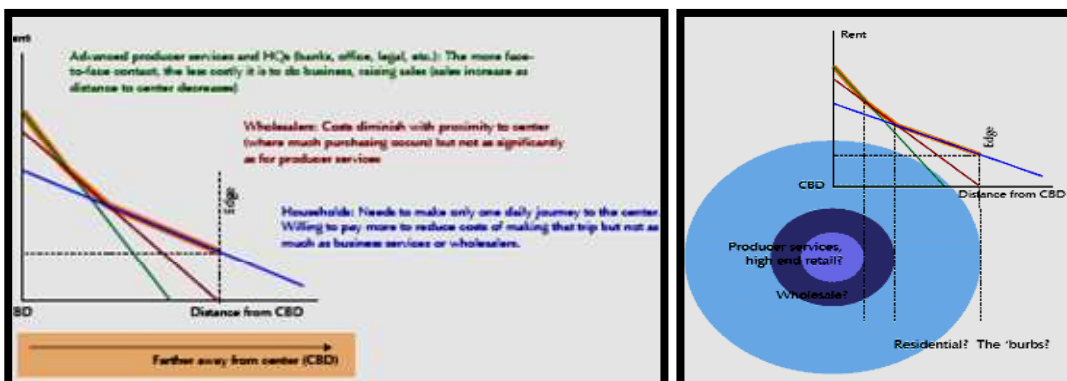 ent
Advanced producer services and HQs (banks, office, legal, etc.): The more face-
to-face contact, the less costly it is to do business, raising sales (sales increase as
distance to center decreases)
Wholesalers: Costs diminish with proximity to center
(where much purchasing occurs) but not as significantly
as for producer services
Edge
Households: Needs to make only one daily journey to the center.
Willing to pay more to reduce costs of making that trip but not as
much as business services or wholesalers.
BD
Distance from CBD
Farther away from center (CBD)
Rent
Edge
CBD
Distance from CBD
Producer services,
high end retail?
Wholesale?
Residential? The 'burbs?